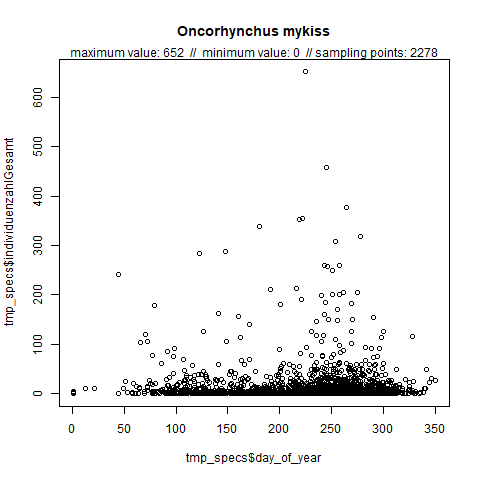 Oncorhynchus mykiss
maximum value: 652 // minimum value: 0 // sampling points: 2278
tmp_specs$individuenzahlGesamt
600
500
400
300
200
100
0
0 50 100 150 200 250 300 350
tmp_specs$day_of_year